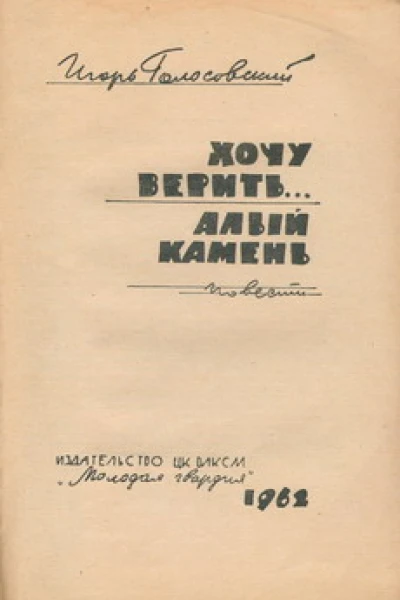 Игорь Голосовский
ХОЧУ
ВЕРИТЬ...
АЛЫЙ
КАМЕНЬ
повести
ИЗДАТЕЛЬСТВО ЦК ВЛКСМ
„Молодая гвардия"
1962